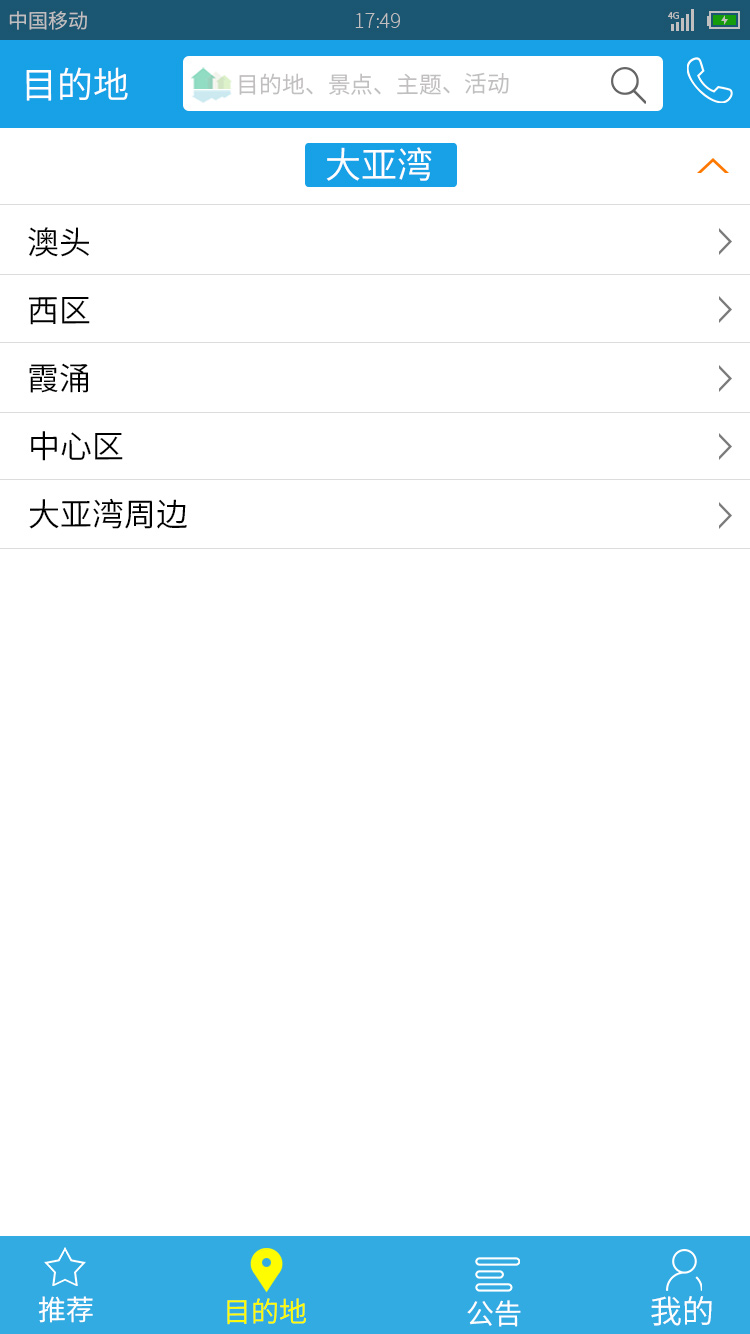 中国移动 17:49 4G
目的地 目的地、景点、主题、活动
大亚湾
澳头
西区
霞涌
中心区
大亚湾周边
推荐 目的地 公告 我的